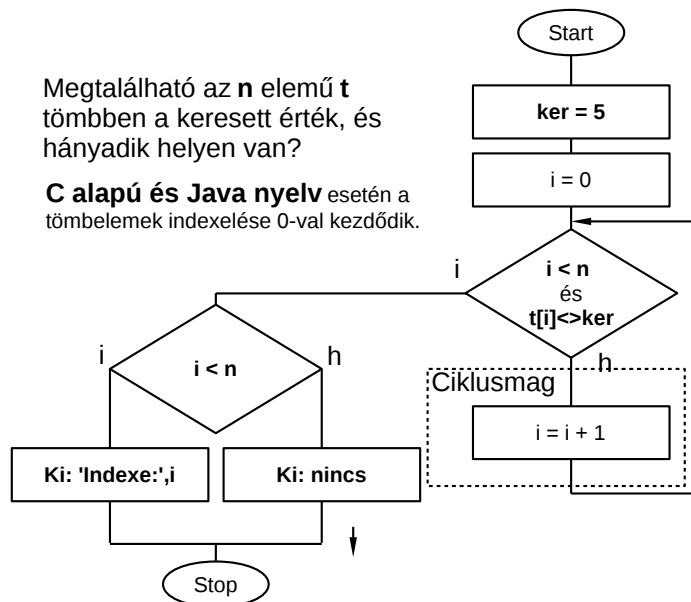 Start
Megtalálható az n elemű t
tömbben a keresett érték, és
hányadik helyen van?
ker = 5
C alapú és Java nyelv esetén a
tömbelemek indexelése 0-val kezdődik.
i = 0
i
i < n
és
t[i]<>ker
h
i
i < n
h
Ciklusmag
i = i + 1
Ki: 'Indexe:',i
Ki: nincs
Stop